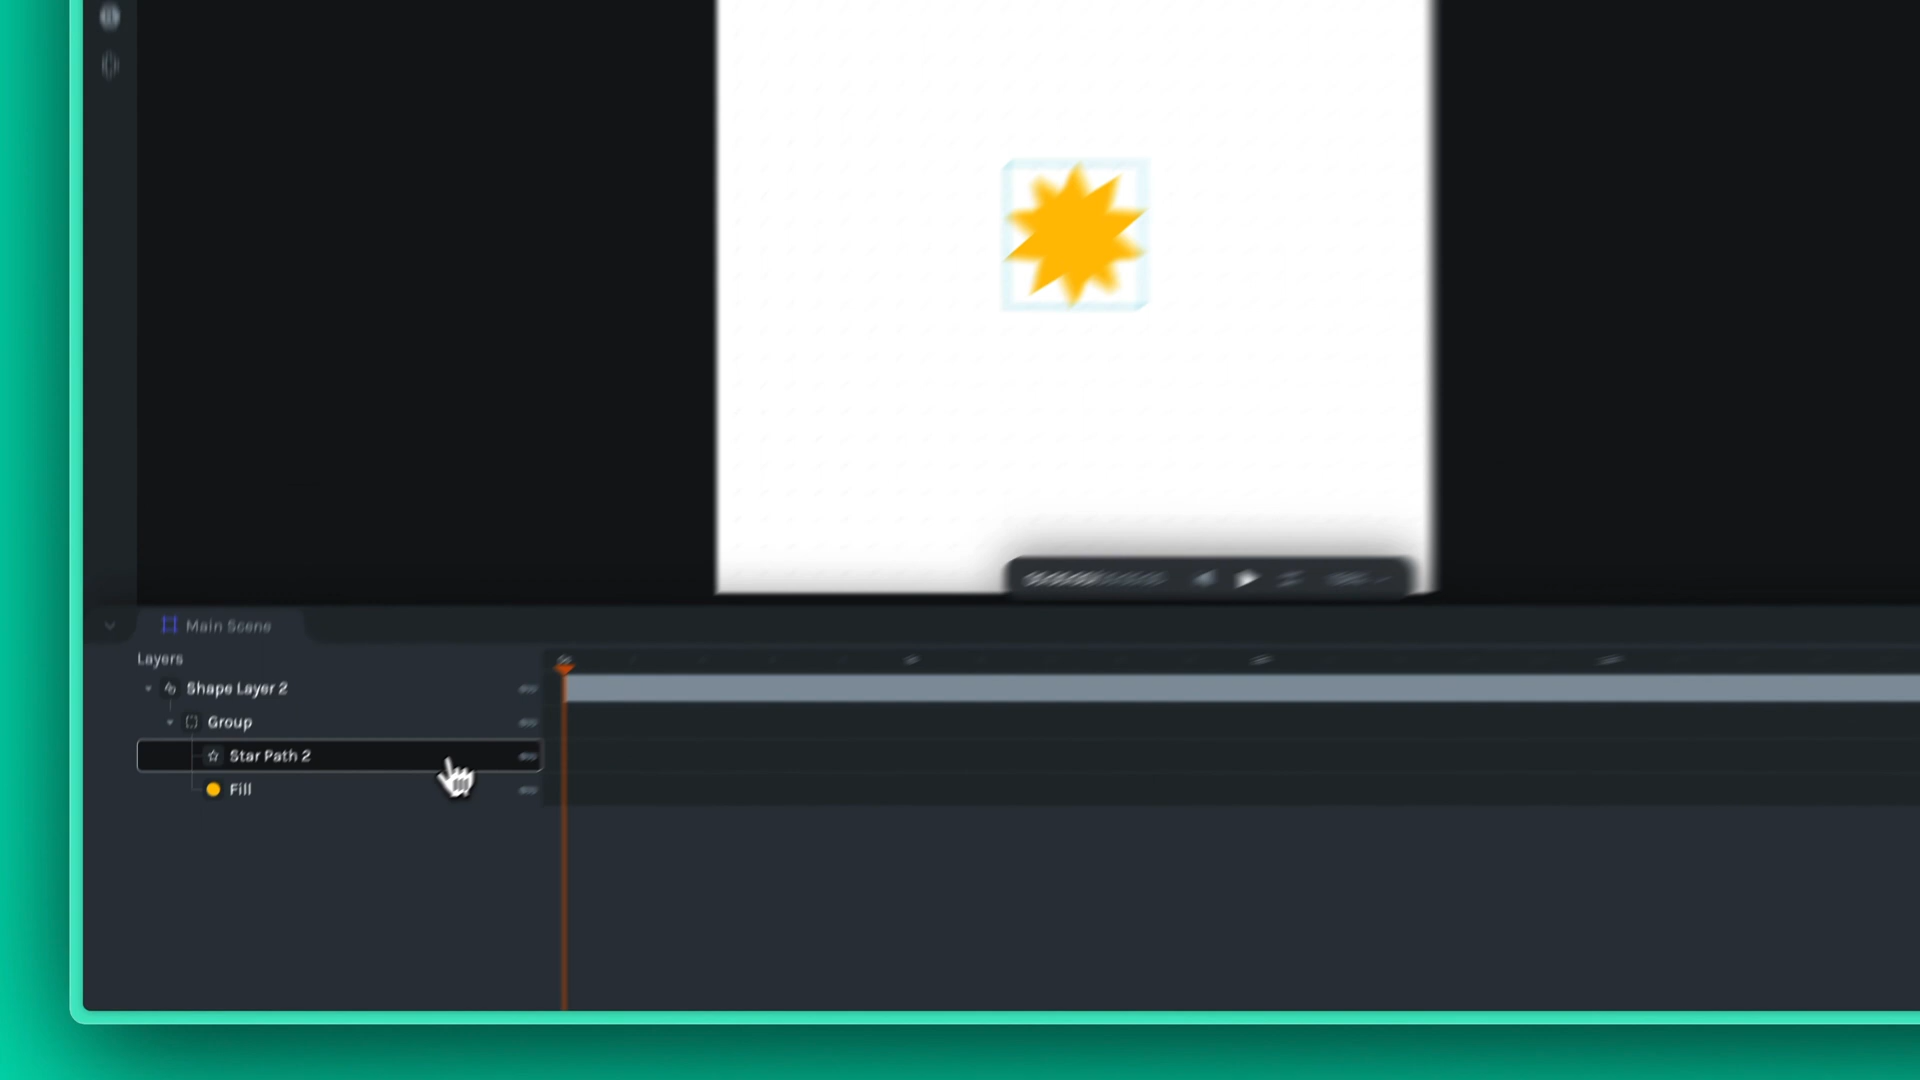 Main Scene
Layers
Shape Layer 2
Group
Star Path 2
Fill